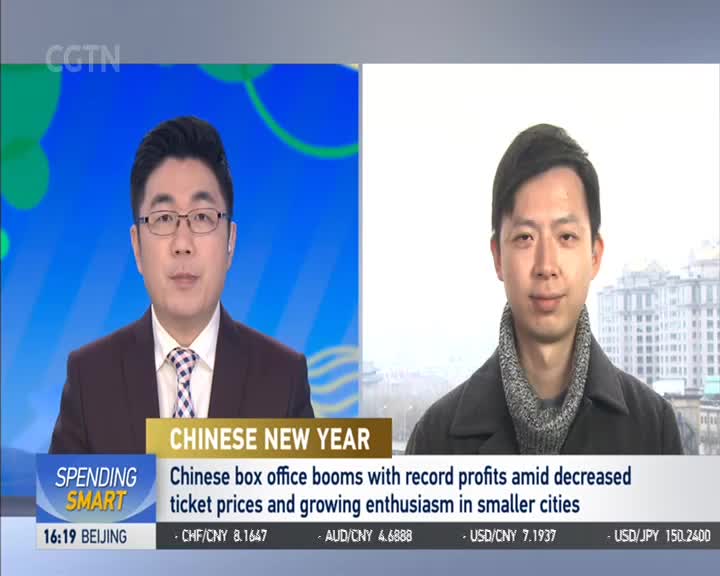 CGTN
CHINESE NEW YEAR
SPENDING
SMART
Chinese box office booms with record profits amid decreased
ticket prices and growing enthusiasm in smaller cities
16:19 BEIJING
· CHF/CNY 8.1647 · AUD/CNY 4.6888 · USD/CNY 7.1937 · USD/JPY 150.2400